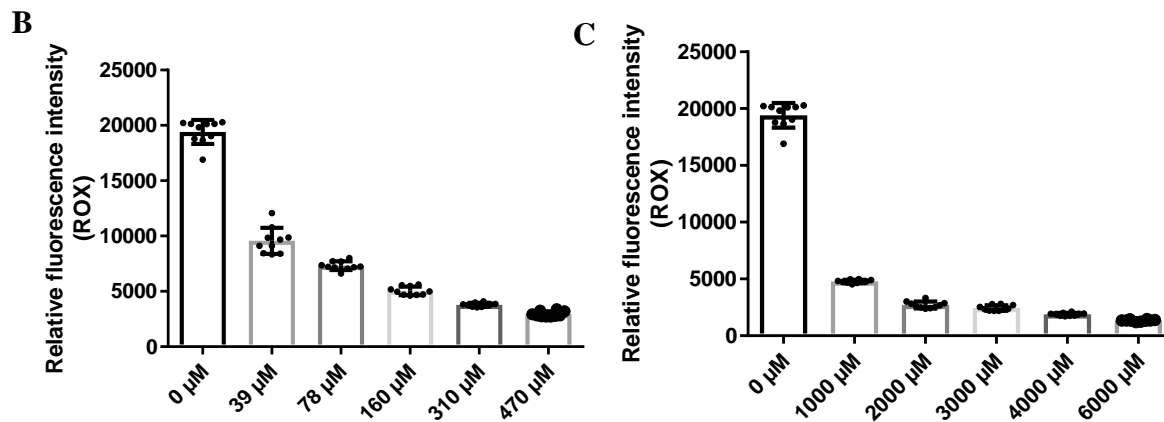 B
Relative fluorescence intensity
(ROX)
25000
20000
15000
10000
5000
0
0 µM
39 µM
78 µM
160 µM
310 µM
470 µM
C
Relative fluorescence intensity
(ROX)
25000
20000
15000
10000
5000
0
0 µM
1000 µM
2000 µM
3000 µM
4000 µM
6000 µM